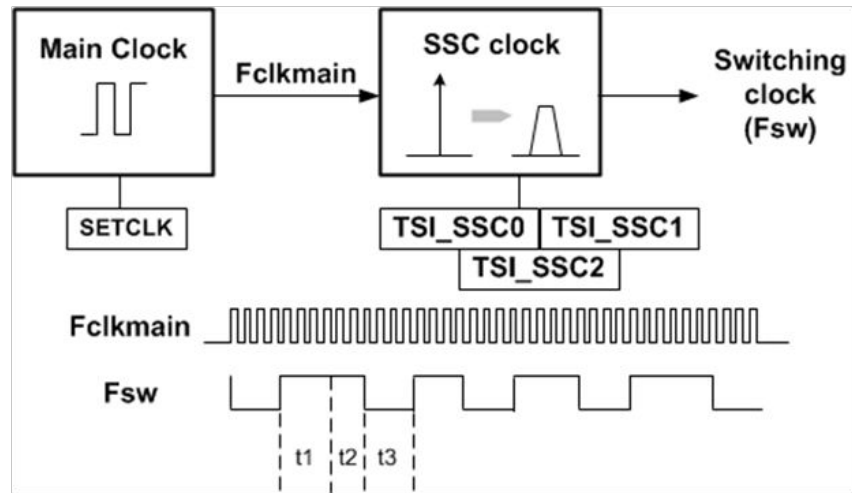 Main Clock
SSC clock
Fclkmain
Switching
clock
(Fsw)
SETCLK
TSI_SSC0
TSI_SSC1
TSI_SSC2
Fclkmain
Fsw
t1
t2
t3